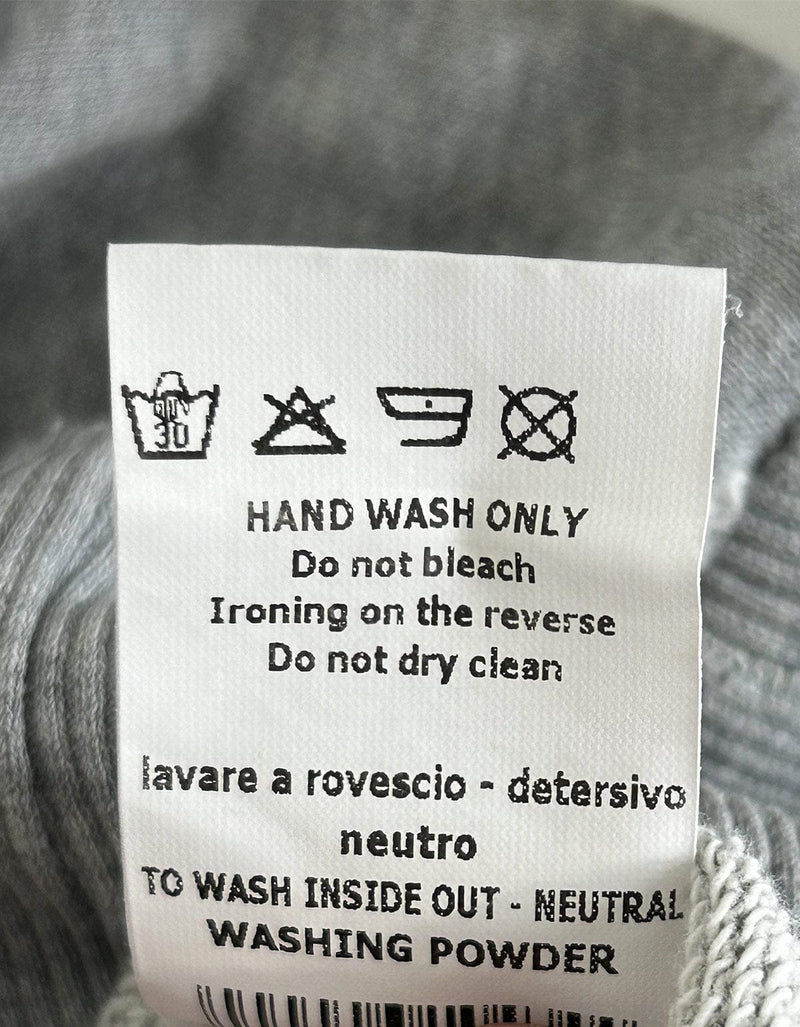 30
HAND WASH ONLY
Do not bleach
Ironing on the reverse
Do not dry clean
lavare a rovescio - detersivo
neutro
TO WASH INSIDE OUT - NEUTRAL
WASHING POWDER